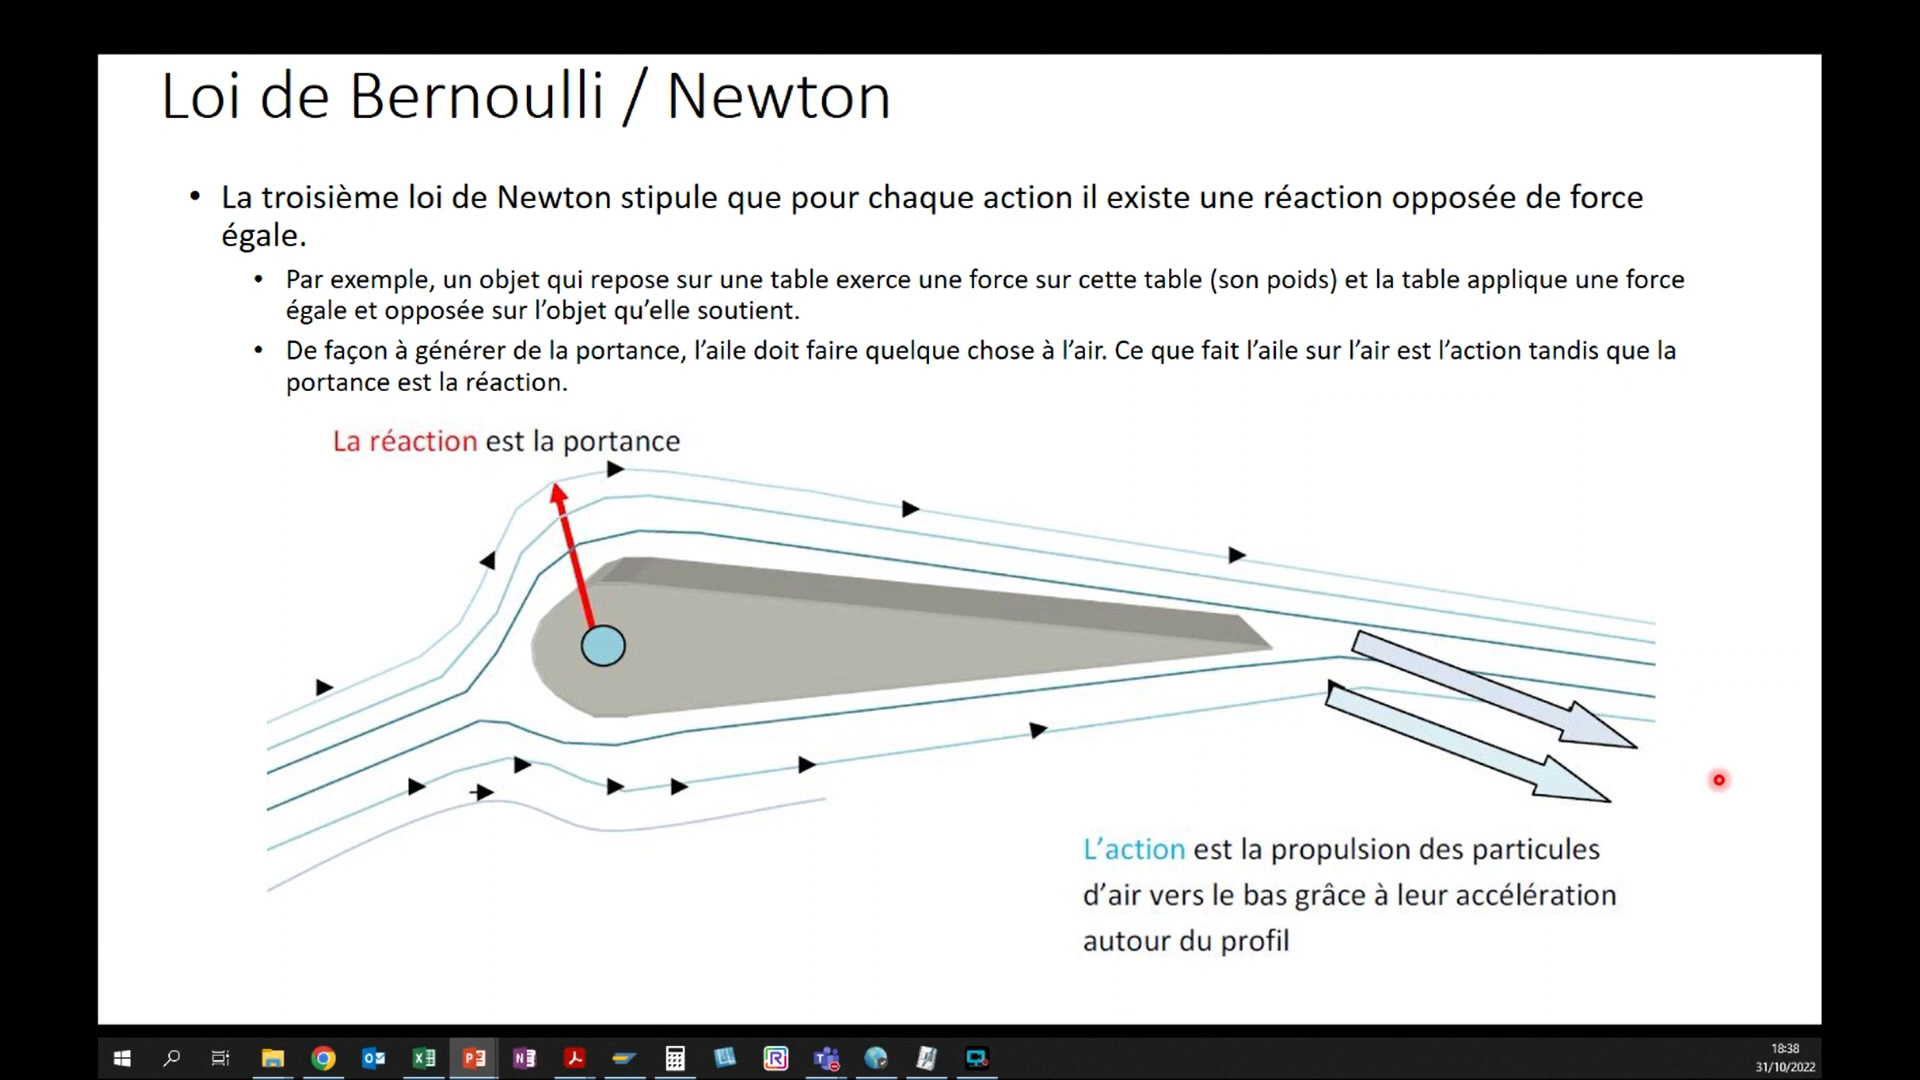 Loi de Bernoulli / Newton
• La troisième loi de Newton stipule que pour chaque action il existe une réaction opposée de force
égale.
• Par exemple, un objet qui repose sur une table exerce une force sur cette table (son poids) et la table applique une force
égale et opposée sur l’objet qu’elle soutient.
• De façon à générer de la portance, l’aile doit faire quelque chose à l’air. Ce que fait l’aile sur l’air est l’action tandis que la
portance est la réaction.
La réaction est la portance
L’action est la propulsion des particules
d’air vers le bas grâce à leur accélération
autour du profil
18:38
31/10/2022